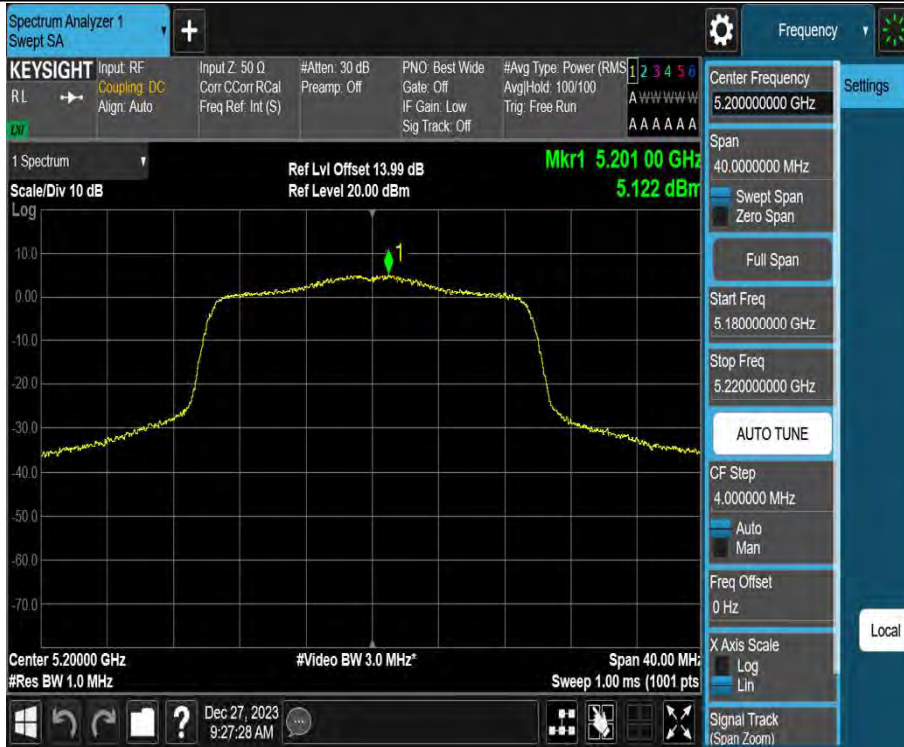 Spectrum Analyzer 1
Swept SA
+
Frequency
KEYSIGHT
RL
LXI
Input: RF
Coupling: DC
Align: Auto
Input Z: 50 Ω
Corr CCorr RCal
Freq Ref: Int (S)
#Atten: 30 dB
Preamp: Off
PNO: Best Wide
Gate: Off
IF Gain: Low
Sig Track: Off
#Avg Type: Power (RMS
Avg|Hold: 100/100
Trig: Free Run
1 2 3 4 5 6
A W W W W W
A A A A A A
1 Spectrum
Scale/Div 10 dB
Log
Ref Lvl Offset 13.99 dB
Ref Level 20.00 dBm
Mkr1 5.201 00 GHz
5.122 dBm
1
10.0
0.00
-10.0
-20.0
-30.0
-40.0
-50.0
-60.0
-70.0
Center 5.20000 GHz
#Res BW 1.0 MHz
#Video BW 3.0 MHz*
Span 40.00 MHz
Sweep 1.00 ms (1001 pts
?
Dec 27, 2023
9:27:28 AM
Center Frequency
5.200000000 GHz
Settings
Span
40.0000000 MHz
Swept Span
Zero Span
Full Span
Start Freq
5.180000000 GHz
Stop Freq
5.220000000 GHz
AUTO TUNE
CF Step
4.000000 MHz
Auto
Man
Freq Offset
0 Hz
Local
X Axis Scale
Log
Lin
Signal Track
(Span Zoom)